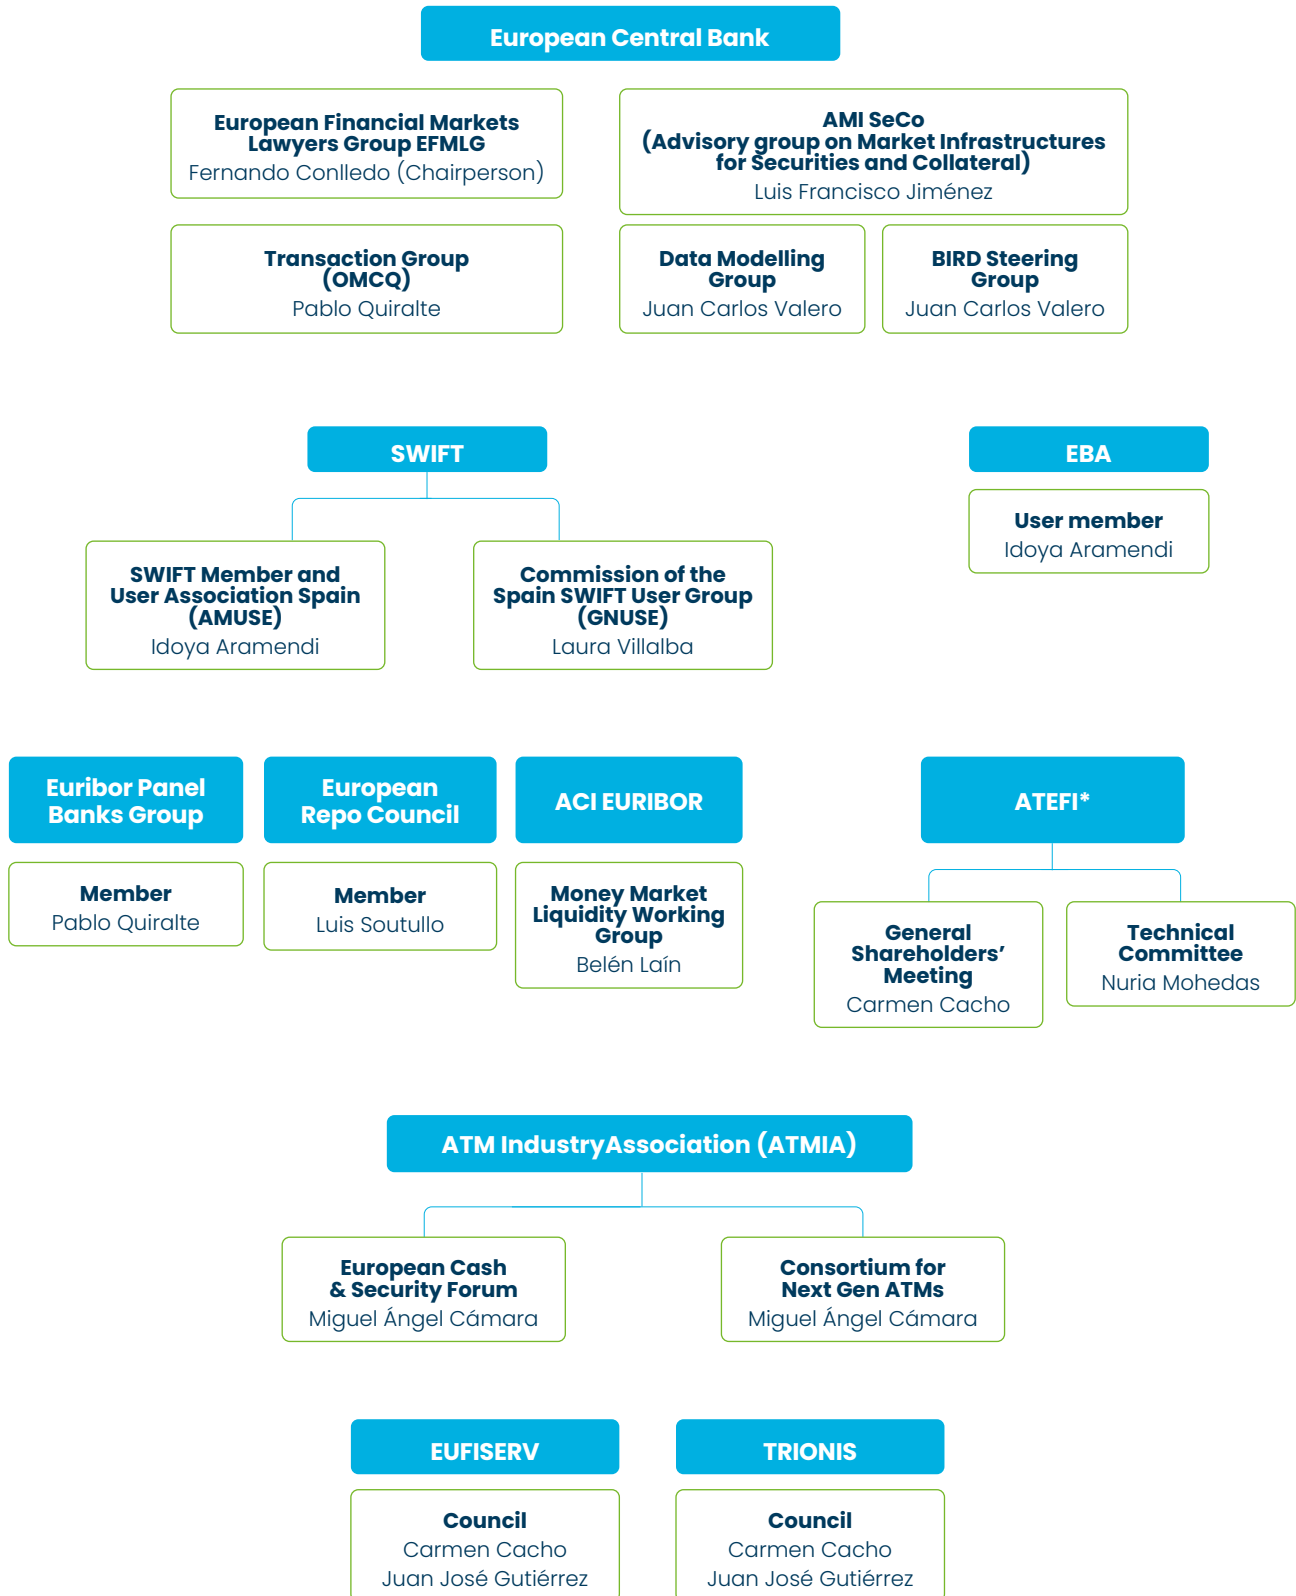 European Central Bank
European Financial Markets
Lawyers Group EFMLG
Fernando Conlledo (Chairperson)
AMI SeCo
(Advisory group on Market Infrastructures
for Securities and Collateral)
Luis Francisco Jiménez
Transaction Group
(OMCQ)
Pablo Quiralte
Data Modelling
Group
Juan Carlos Valero
BIRD Steering
Group
Juan Carlos Valero
SWIFT
SWIFT Member and
User Association Spain
(AMUSE)
Idoya Aramendi
Commission of the
Spain SWIFT User Group
(GNUSE)
Laura Villalba
EBA
User member
Idoya Aramendi
Euribor Panel
Banks Group
Member
Pablo Quiralte
European
Repo Council
Member
Luis Soutullo
ACI EURIBOR
Money Market
Liquidity Working
Group
Belén Laín
ATEFI*
General
Shareholders’
Meeting
Carmen Cacho
Technical
Committee
Nuria Mohedas
ATM IndustryAssociation (ATMIA)
European Cash
& Security Forum
Miguel Ángel Cámara
Consortium for
Next Gen ATMs
Miguel Ángel Cámara
EUFISERV
Council
Carmen Cacho
Juan José Gutiérrez
TRIONIS
Council
Carmen Cacho
Juan José Gutiérrez